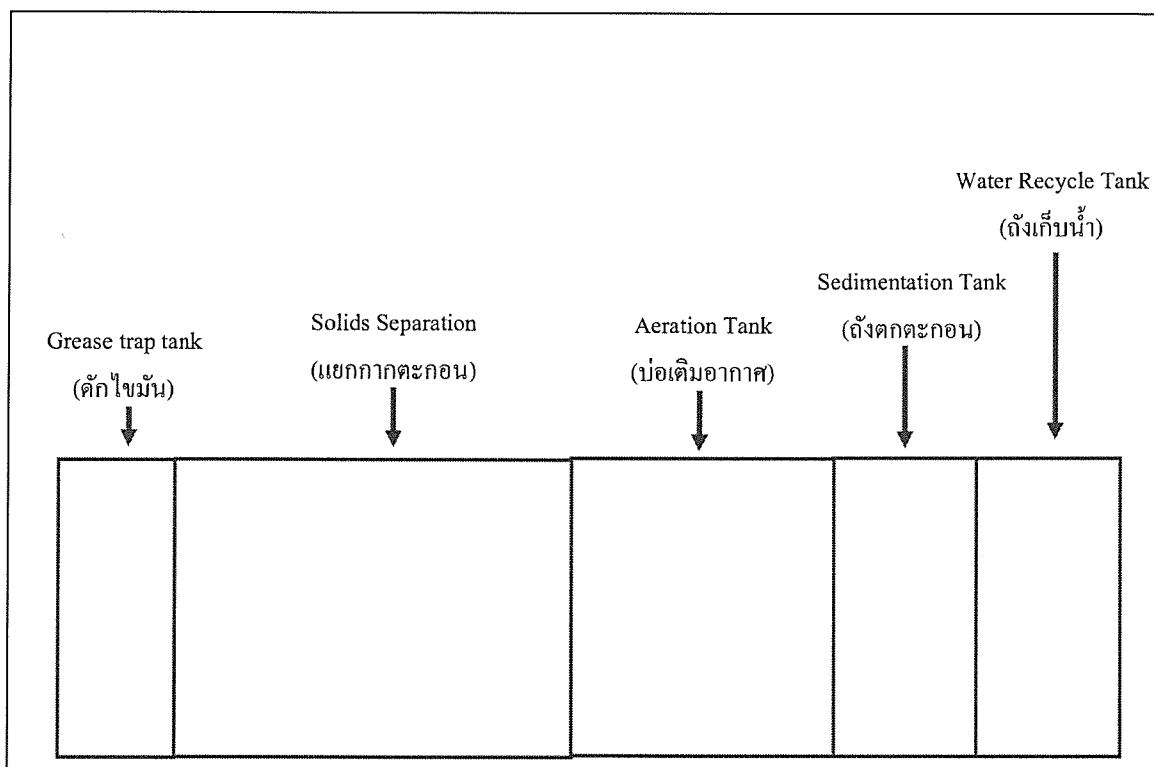 Water Recycle Tank
(ถังเก็บน้ำ)
Sedimentation Tank
(ถังตกตะกอน)
Solids Separation
(แยกกากตะกอน)
Aeration Tank
(บ่อเติมอากาศ)
Grease trap tank
(ดักไขมัน)